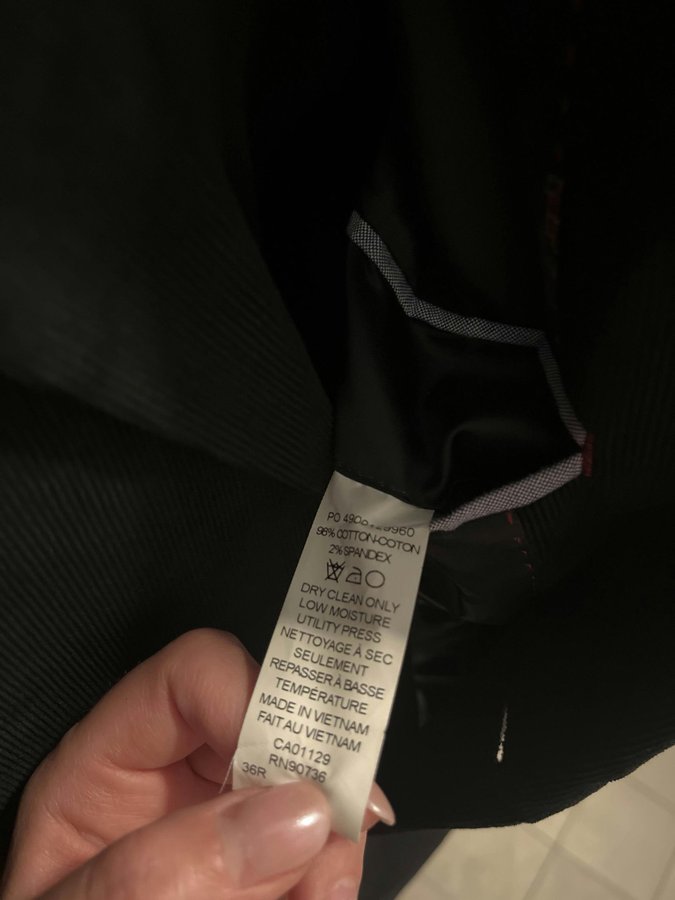 PO
98% COTTON-COTON
2% SPANDEX
DRY CLEAN ONLY
LOW MOISTURE
UTILITY PRESS
NETTOYAGE À SEC
SEULEMENT
REPASSER À BASSE
TEMPÉRATURE
MADE IN VIETNAM
FAIT AU VIETNAM
CA01129
RN90736
36R